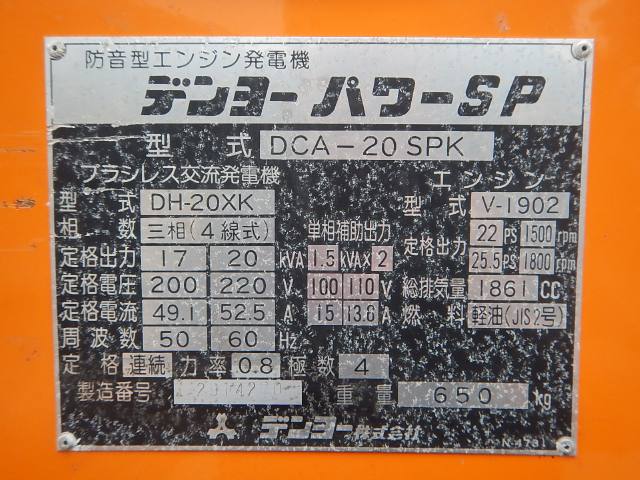 防音型エンジン発電機
デンヨー パワーSP
型式 DCA-20 SPK
ブラシレス交流発電機 エンジン
型式 DH-20XK 型式 V-1902
相数 三相(4線式) 単相補助出力 定格出力 22 PS 1500 rpm
定格出力 17 20 kVA 1.5 kVA×2 25.5 PS 1800 rpm
定格電圧 200 220 V 100 110 V 総排気量 1861 CC
定格電流 49.1 52.5 A 15 13.6 A 燃料 軽油(JIS2号)
周波数 50 60 Hz
定格 連続 力率 0.8 極数 4
製造番号 重量 650 kg
デンヨー株式会社